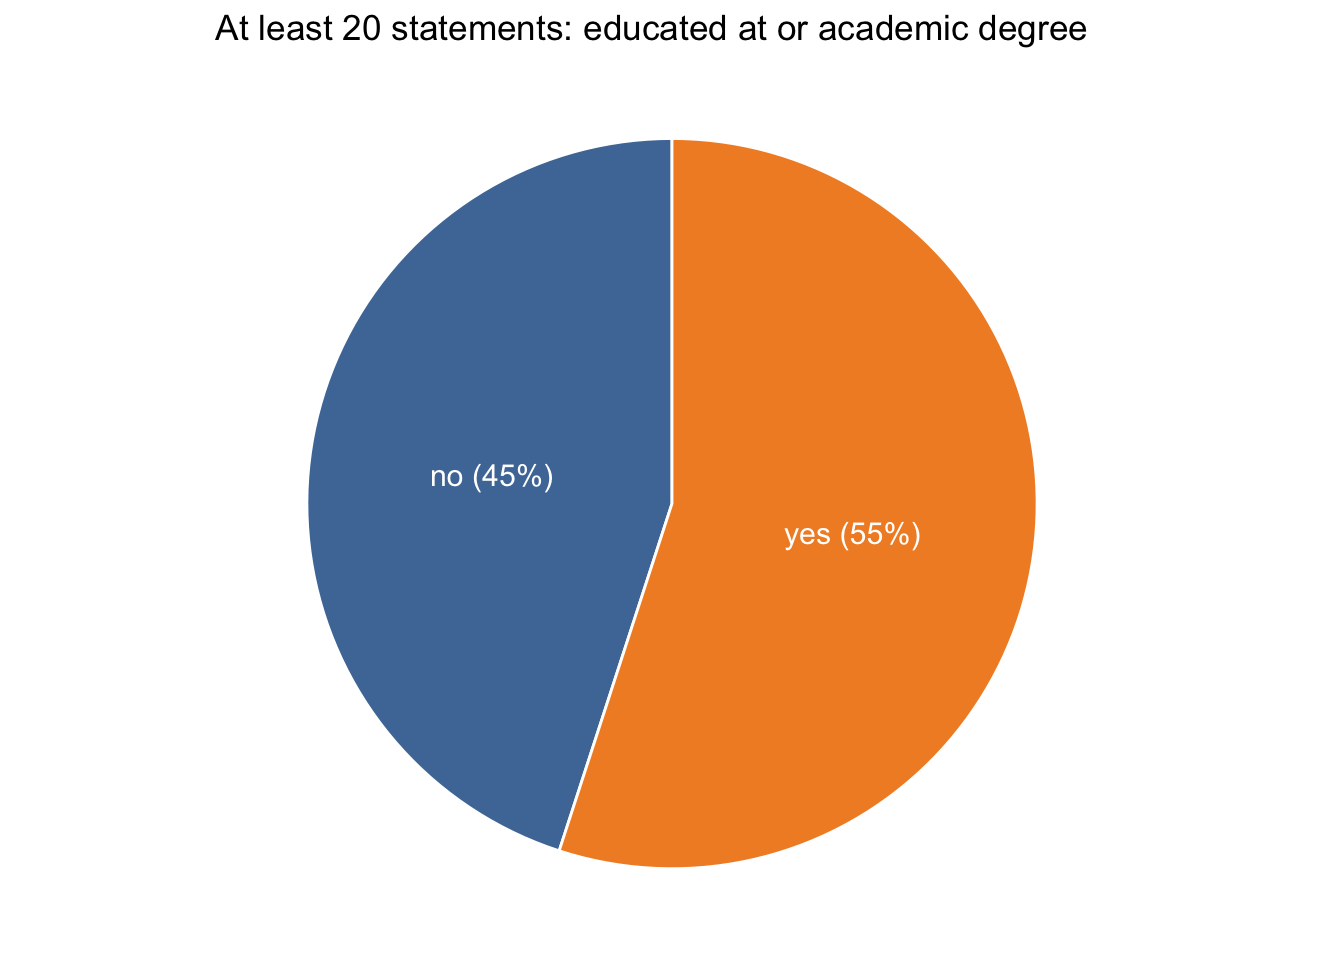 At least 20 statements: educated at or academic degree
no (45%)
yes (55%)